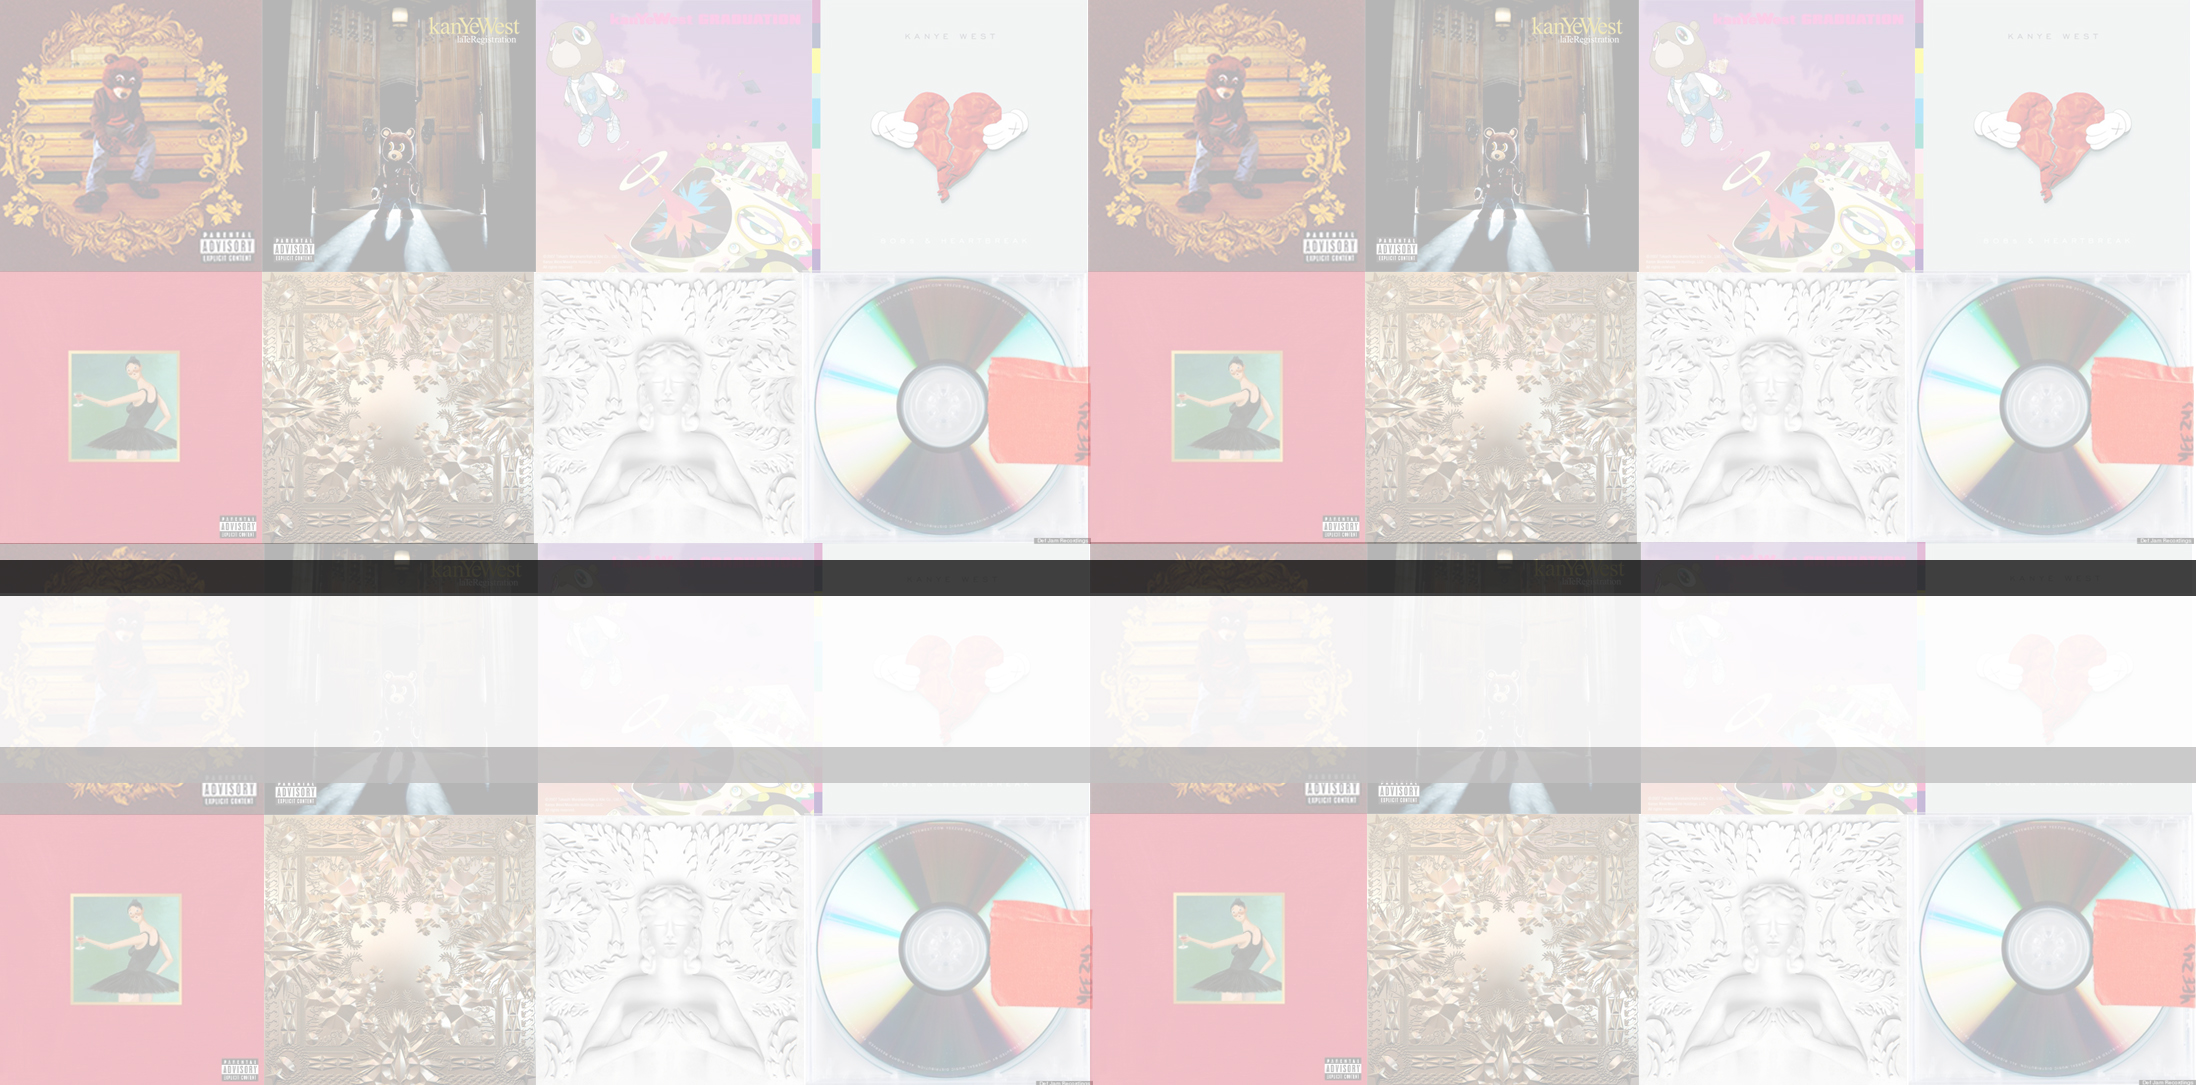 kanYeWest
laTeRegistration
kanYeWest GRADUATION
KANYE WEST
kanYeWest
laTeRegistration
kanYeWest GRADUATION
KANYE WEST
PARENTAL
ADVISORY
EXPLICIT CONTENT
PARENTAL
ADVISORY
EXPLICIT CONTENT
808s & HEARTBREAK
PARENTAL
ADVISORY
EXPLICIT CONTENT
PARENTAL
ADVISORY
EXPLICIT CONTENT
808s & HEARTBREAK
YEEZUS
YEEZUS
PARENTAL
ADVISORY
EXPLICIT CONTENT
Def Jam Recordings
PARENTAL
ADVISORY
EXPLICIT CONTENT
Def Jam Recordings
kanYeWest
laTeRegistration
KANYE WEST
kanYeWest
laTeRegistration
KANYE WEST
PARENTAL
ADVISORY
EXPLICIT CONTENT
PARENTAL
ADVISORY
EXPLICIT CONTENT
PARENTAL
ADVISORY
EXPLICIT CONTENT
PARENTAL
ADVISORY
EXPLICIT CONTENT
YEEZUS
YEEZUS
PARENTAL
ADVISORY
EXPLICIT CONTENT
Def Jam Recordings
PARENTAL
ADVISORY
EXPLICIT CONTENT
Def Jam Recordings